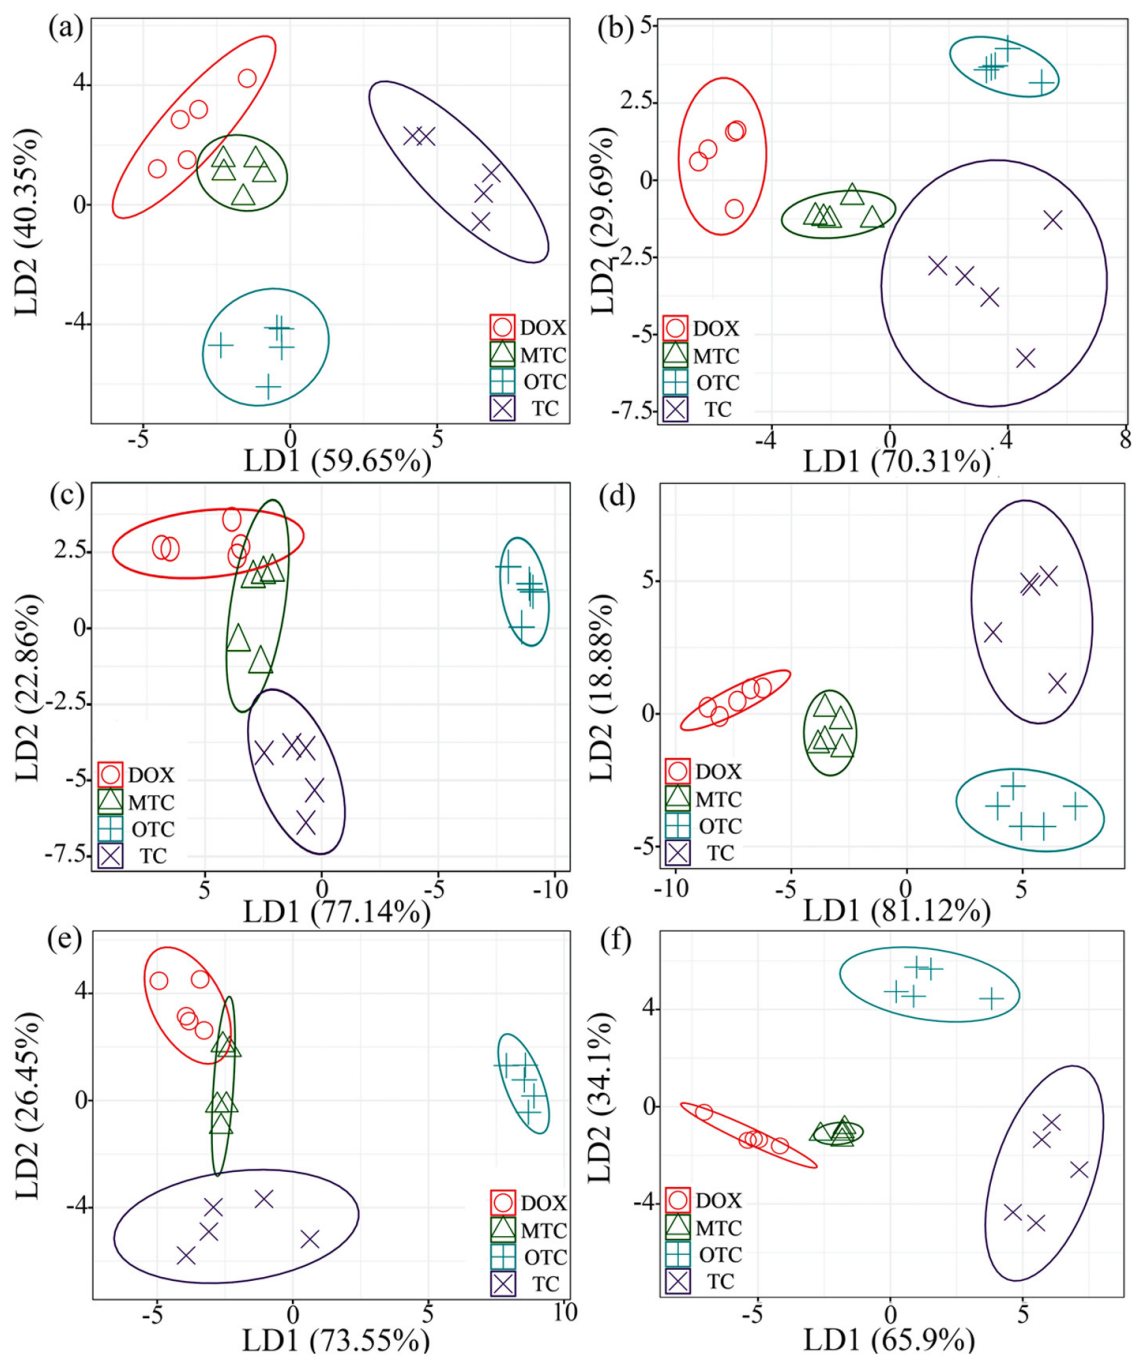 (a)
4
0
-4
LD2 (40.35%)
DOX
MTC
OTC
TC
-5
0
5
LD1 (59.65%)
(b)
5
2.5
0
-2.5
-5
-7.5
LD2 (29.69%)
DOX
MTC
OTC
TC
-4
0
4
8
LD1 (70.31%)
(c)
2.5
0
-2.5
-5
-7.5
LD2 (22.86%)
DOX
MTC
OTC
TC
5
0
-5
-10
LD1 (77.14%)
(d)
5
0
-5
LD2 (18.88%)
DOX
MTC
OTC
TC
-10
-5
0
5
LD1 (81.12%)
(e)
4
0
-4
LD2 (26.45%)
DOX
MTC
OTC
TC
-5
0
5
10
LD1 (73.55%)
(f)
4
0
-4
LD2 (34.1%)
DOX
MTC
OTC
TC
-5
0
5
LD1 (65.9%)